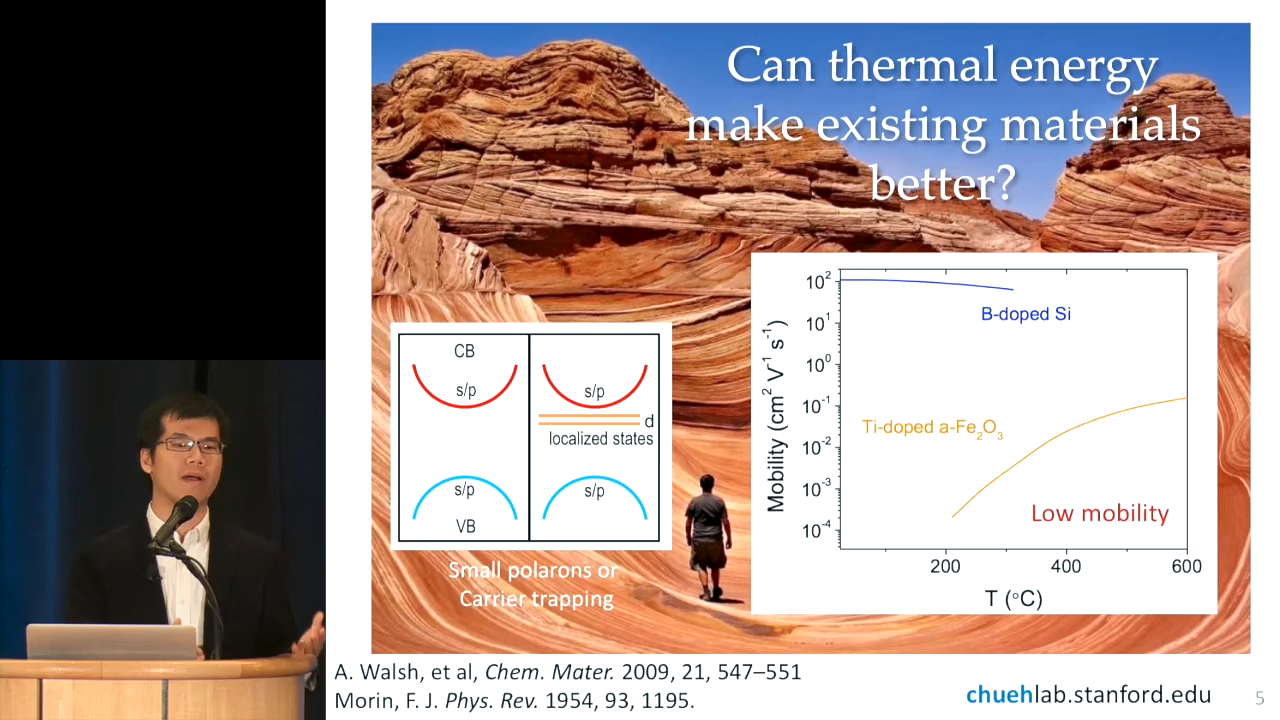 Can thermal energy
make existing materials
better?
CB
s/p
s/p
d
localized states
s/p
s/p
VB
Small polarons or
Carrier trapping
10²
10¹
10⁰
10⁻¹
10⁻²
10⁻³
10⁻⁴
Mobility (cm² V⁻¹ s⁻¹)
B-doped Si
Ti-doped a-Fe₂O₃
Low mobility
200 400 600
T (°C)
A. Walsh, et al, Chem. Mater. 2009, 21, 547–551
Morin, F. J. Phys. Rev. 1954, 93, 1195.
chuehlab.stanford.edu
5